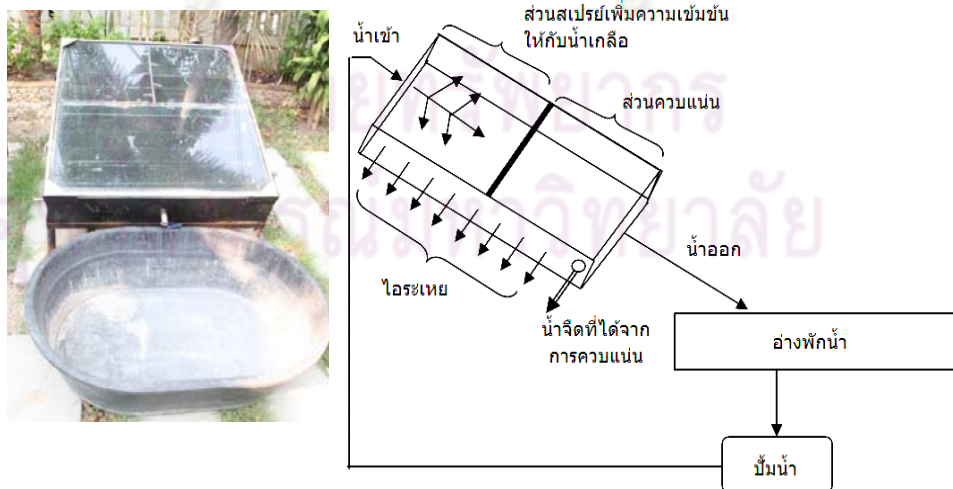 ส่วนสเปรย์เพิ่มความเข้มข้น
ให้กับน้ำเกลือ
น้ำเข้า
ส่วนควบแน่น
น้ำออก
ไอระเหย
น้ำจืดที่ได้จาก
การควบแน่น
อ่างพักน้ำ
ปั๊มน้ำ